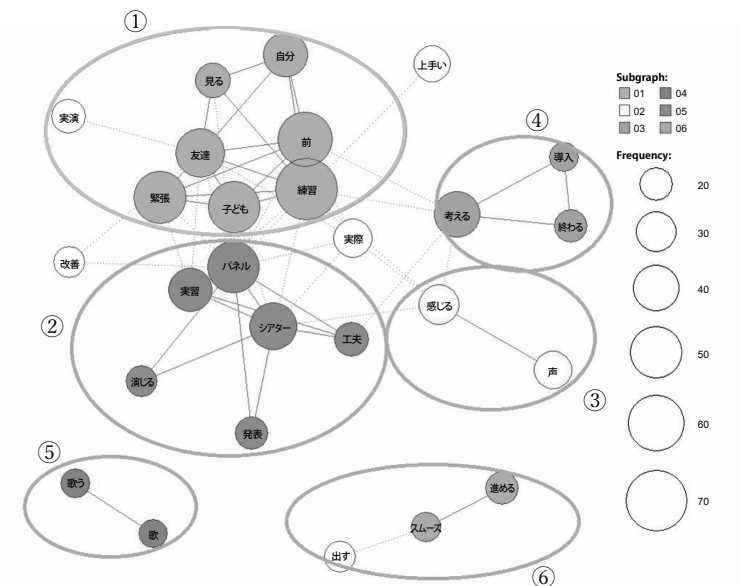 ①
自分
見る
上手い
実演
前
友達
練習
緊張
子ども
④
導入
考える
終わる
改善
実際
②
パネル
実習
シアター
工夫
演じる
発表
感じる
声
③
⑤
歌う
歌
進める
スムーズ
出す
⑥
Subgraph:
01 04
02 05
03 06
Frequency:
20
30
40
50
60
70